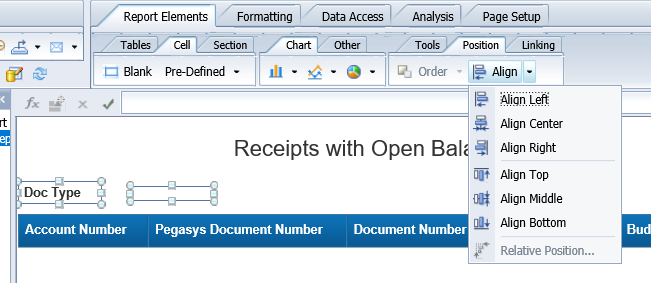 Report Elements Formatting Data Access Analysis Page Setup
Tables Cell Section Chart Other Tools Position Linking
Blank Pre-Defined Order Align
fx
Align Left
Align Center
Align Right
Align Top
Align Middle
Align Bottom
Relative Position...
Receipts with Open Bala
Doc Type
Account Number Pegasys Document Number Document Number Bud